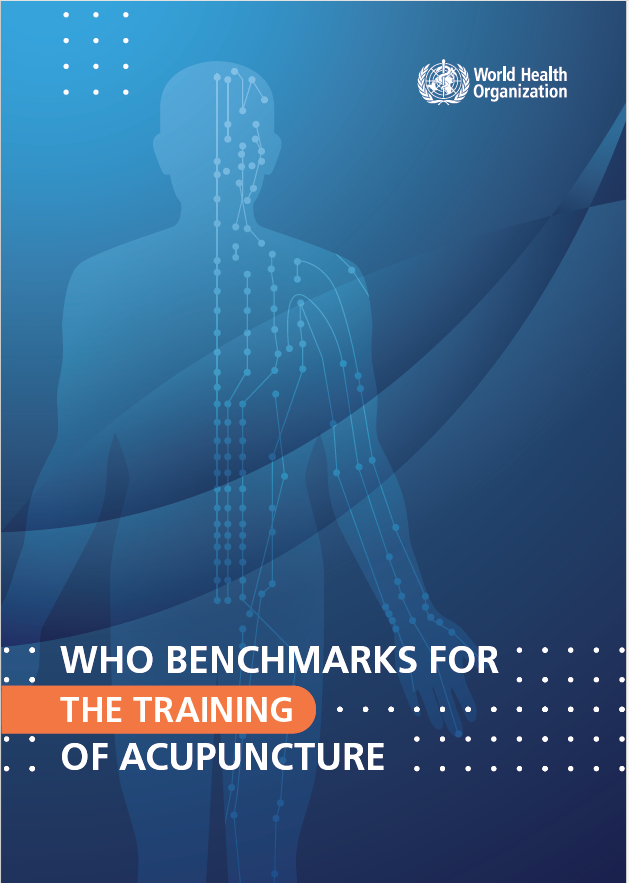 World Health
Organization
WHO BENCHMARKS FOR
THE TRAINING
OF ACUPUNCTURE